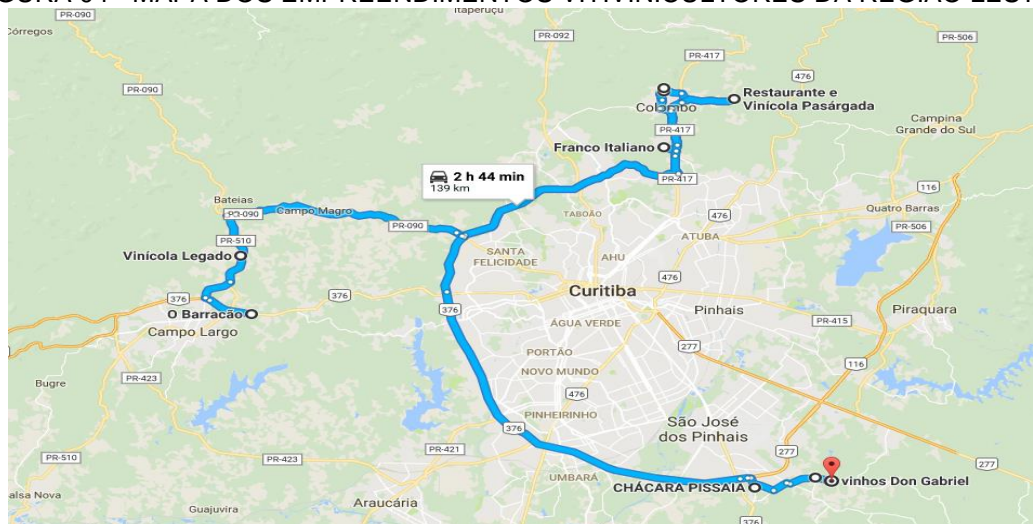 Itaperuçu
PR-090
órregos
PR-092
PR-417
476
PR-506
PR-090
Restaurante e
Vinícola Pasárgada
Colombo
Campina
Grande do Sul
PR-417
Franco Italiano
2 h 44 min
139 km
PR-417
116
Bateias
PR-090
Campo Magro
TABOÃO
476
Quatro Barras
PR-090
PR-506
PR-510
ATUBA
SANTA
FELICIDADE
AHU
Vinícola Legado
476
376
376
Curitiba
376
O Barracão
Pinhais
Piraquara
Campo Largo
ÁGUA VERDE
PR-415
277
PORTÃO
116
NOVO MUNDO
Bugre
PR-423
476
PINHEIRINHO
São José
dos Pinhais
376
PR-421
277
PR-510
PR-423
277
UMBARÁ
CHÁCARA PISSAIA
vinhos Don Gabriel
alsa Nova
Araucária
Guajuvira
376